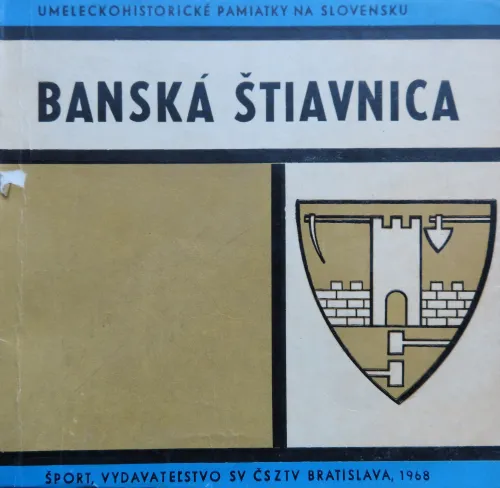 UMELECKOHISTORICKÉ PAMIATKY NA SLOVENSKU
BANSKÁ ŠTIAVNICA
ŠPORT, VYDAVATEĽSTVO SV ČSZTV BRATISLAVA, 1968